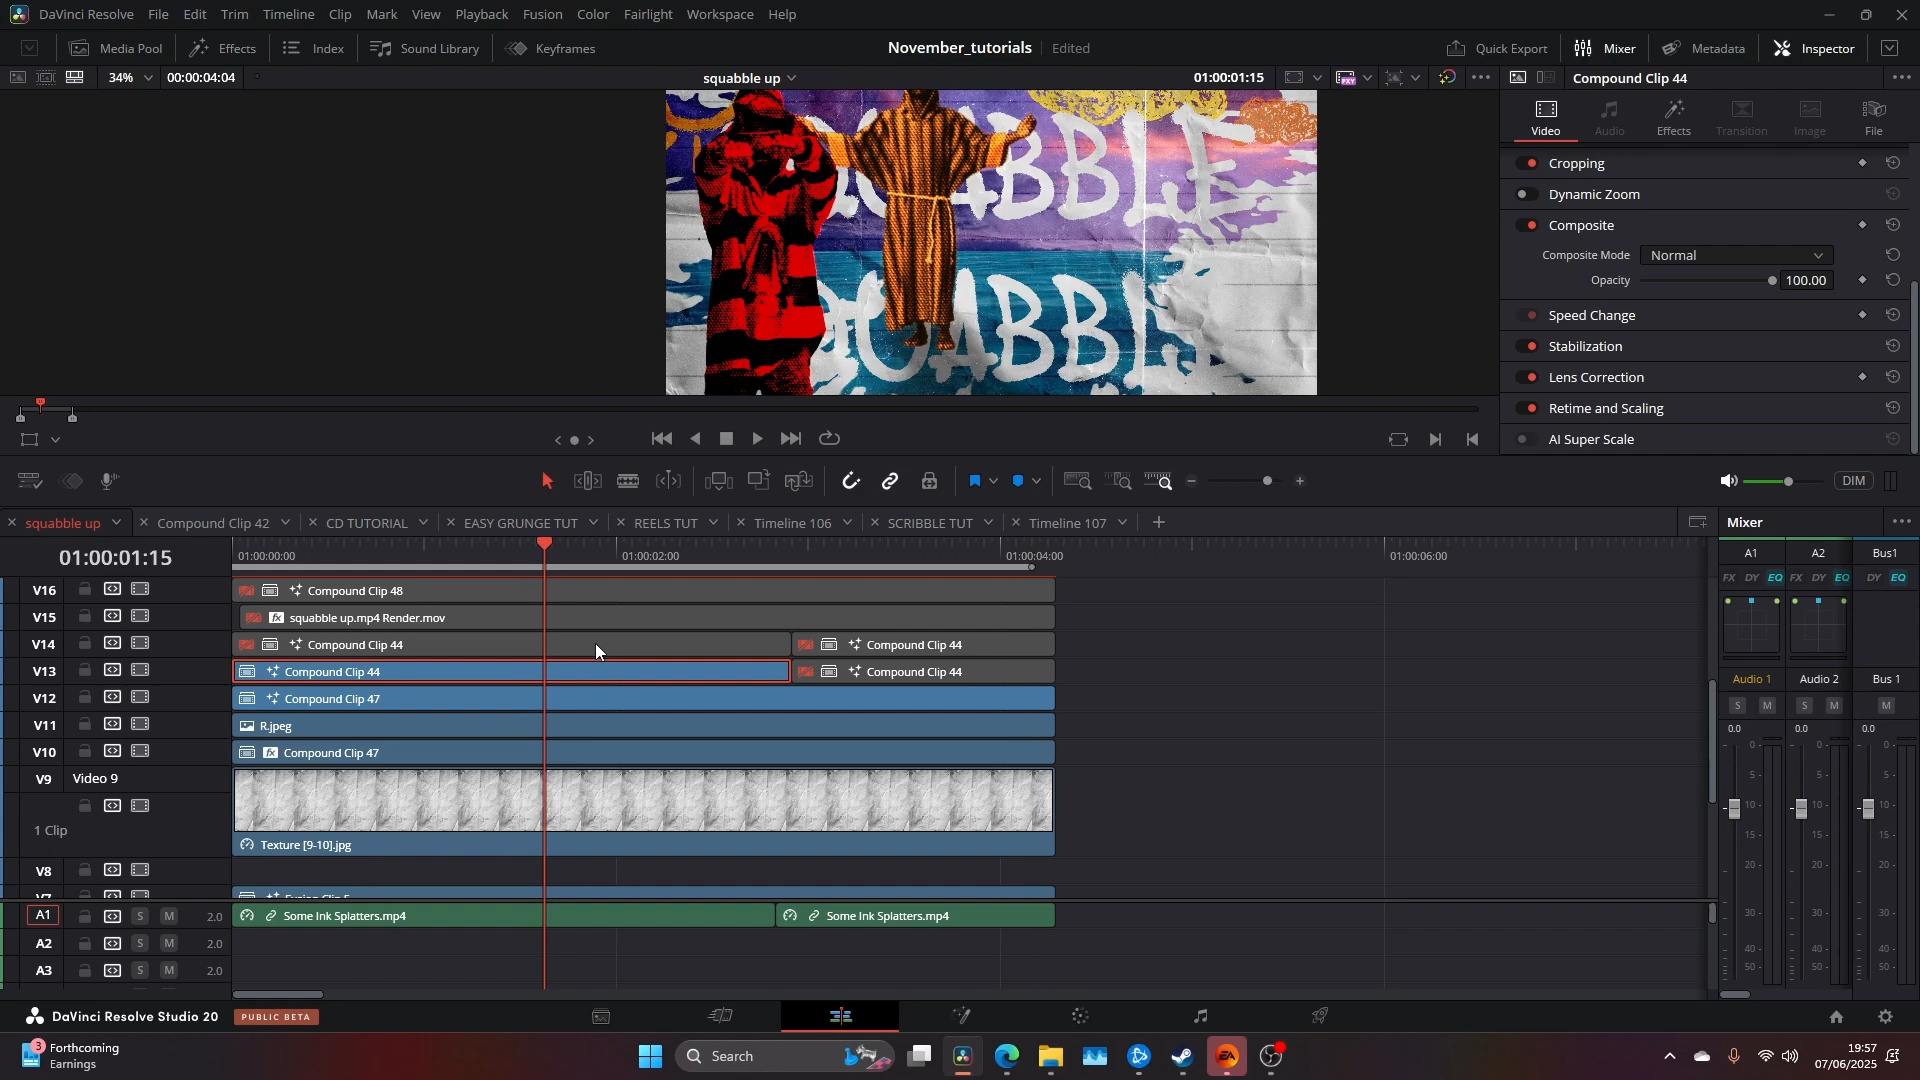 DaVinci Resolve File Edit Trim Timeline Clip Mark View Playback Fusion Color Fairlight Workspace Help
Media Pool Effects Index Sound Library Keyframes November_tutorials Edited Quick Export Mixer Metadata Inspector
34% 00:00:04:04 squabble up 01:00:01:15 Compound Clip 44
Video Audio Effects Transition Image File
Cropping
Dynamic Zoom
Composite
Composite Mode Normal
Opacity 100.00
Speed Change
Stabilization
Lens Correction
Retime and Scaling
AI Super Scale
DIM
squabble up Compound Clip 42 CD TUTORIAL EASY GRUNGE TUT REELS TUT Timeline 106 SCRIBBLE TUT Timeline 107 Mixer
01:00:01:15 01:00:00:00 01:00:02:00 01:00:04:00 01:00:06:00
A1 A2 Bus1
FX DY EQ FX DY EQ DY EQ
V16 Compound Clip 48
V15 squabble up.mp4 Render.mov
V14 Compound Clip 44 Compound Clip 44
V13 Compound Clip 44 Compound Clip 44
V12 Compound Clip 47
V11 R.jpeg
V10 Compound Clip 47
V9 Video 9
1 Clip
Texture [9-10].jpg
V8
V7
A1 S M 2.0 Some Ink Splatters.mp4 Some Ink Splatters.mp4
A2 S M 2.0
A3 S M 2.0
Audio 1 Audio 2 Bus 1
S M S M M
0.0 0.0 0.0
0 0 0
5 5 5
10 10 10
15 15 15
20 20 20
30 30 30
40 40 40
50 50 50
DaVinci Resolve Studio 20 PUBLIC BETA
3 Forthcoming
Earnings
Search
EA
19:57
07/06/2025